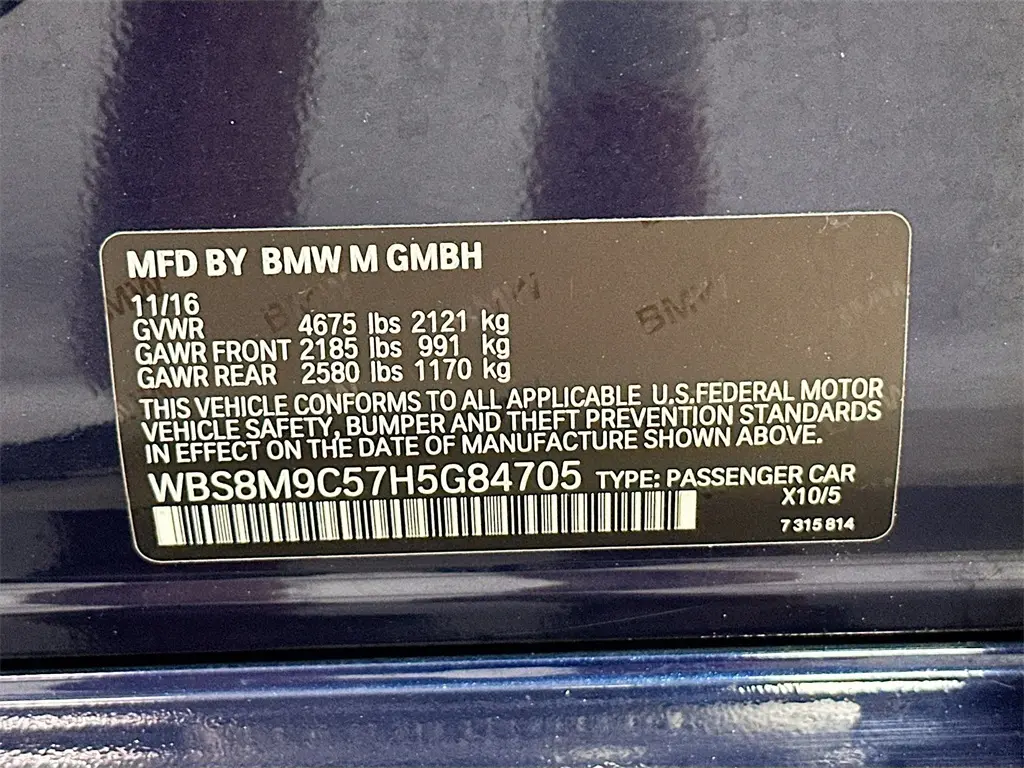 MFD BY BMW M GMBH
11/16
GVWR 4675 lbs 2121 kg
GAWR FRONT 2185 lbs 991 kg
GAWR REAR 2580 lbs 1170 kg
THIS VEHICLE CONFORMS TO ALL APPLICABLE U.S.FEDERAL MOTOR
VEHICLE SAFETY, BUMPER AND THEFT PREVENTION STANDARDS
IN EFFECT ON THE DATE OF MANUFACTURE SHOWN ABOVE.
WBS8M9C57H5G84705 TYPE: PASSENGER CAR
X10/5
7 315 814